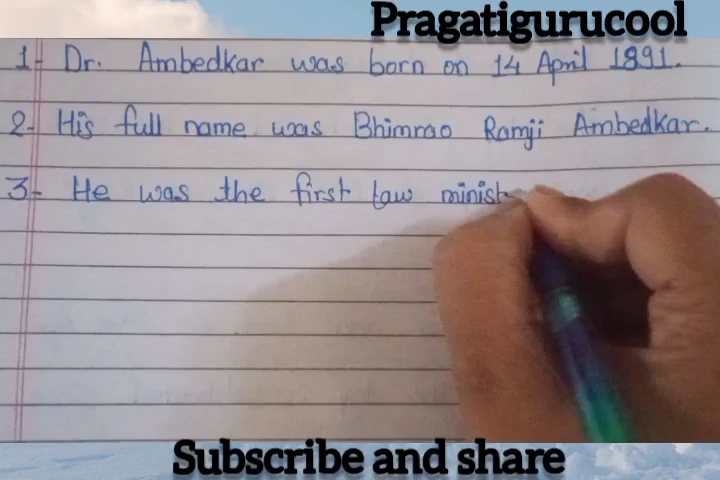 Pragatigurucool
1- Dr. Ambedkar was born on 14 April 1891.
2- His full name was Bhimrao Ramji Ambedkar.
3- He was the first law minist
Subscribe and share